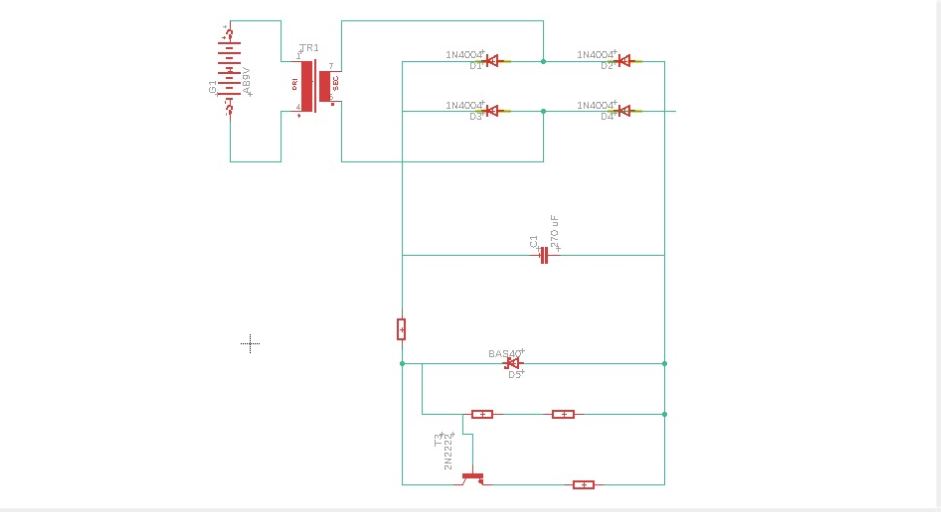 TR1
1N4004
1N4004
D1
D2
G1
AB9V
1
7
PRI
SEC
4
1N4004
1N4004
D3
D4
C1
270 uF
BAS40
D5
2N2222